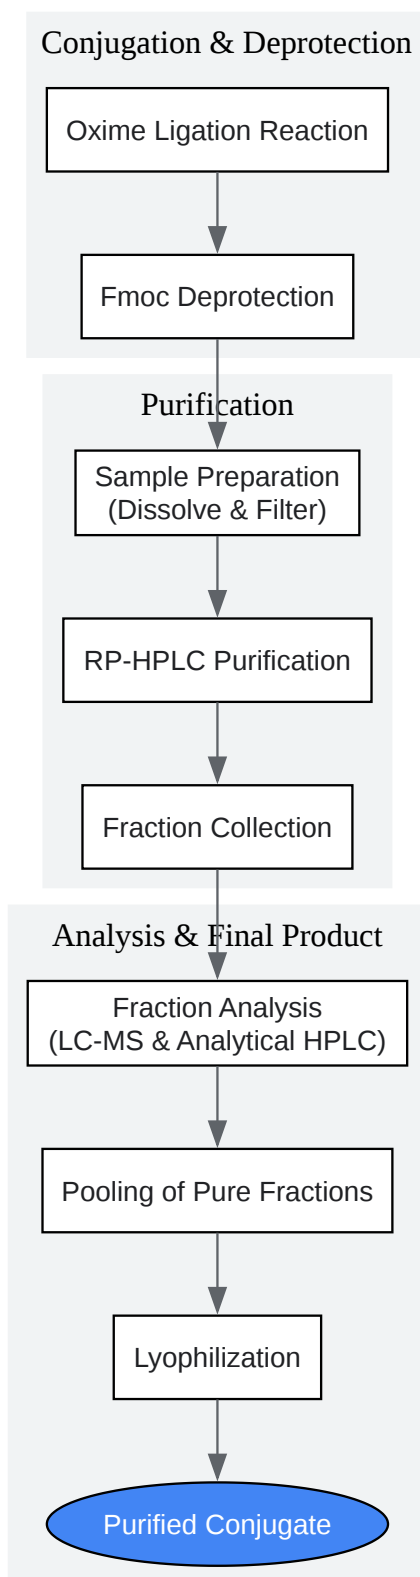 Conjugation & Deprotection
Oxime Ligation Reaction
Fmoc Deprotection
Purification
Sample Preparation
(Dissolve & Filter)
RP-HPLC Purification
Fraction Collection
Analysis & Final Product
Fraction Analysis
(LC-MS & Analytical HPLC)
Pooling of Pure Fractions
Lyophilization
Purified Conjugate